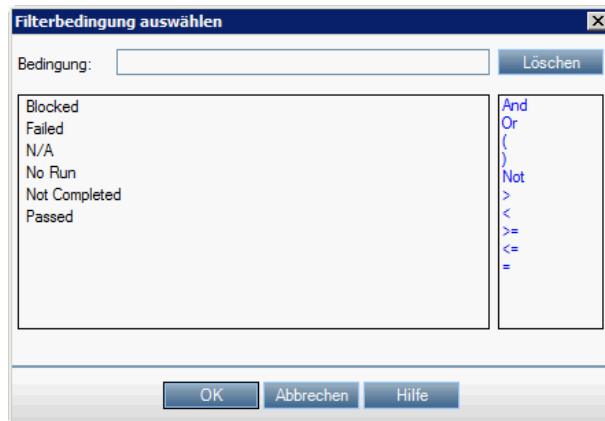 Filterbedingung auswählen
Bedingung:
Löschen
Blocked
Failed
N/A
No Run
Not Completed
Passed
And
Or
(
)
Not
>
<
>=
<=
=
OK
Abbrechen
Hilfe